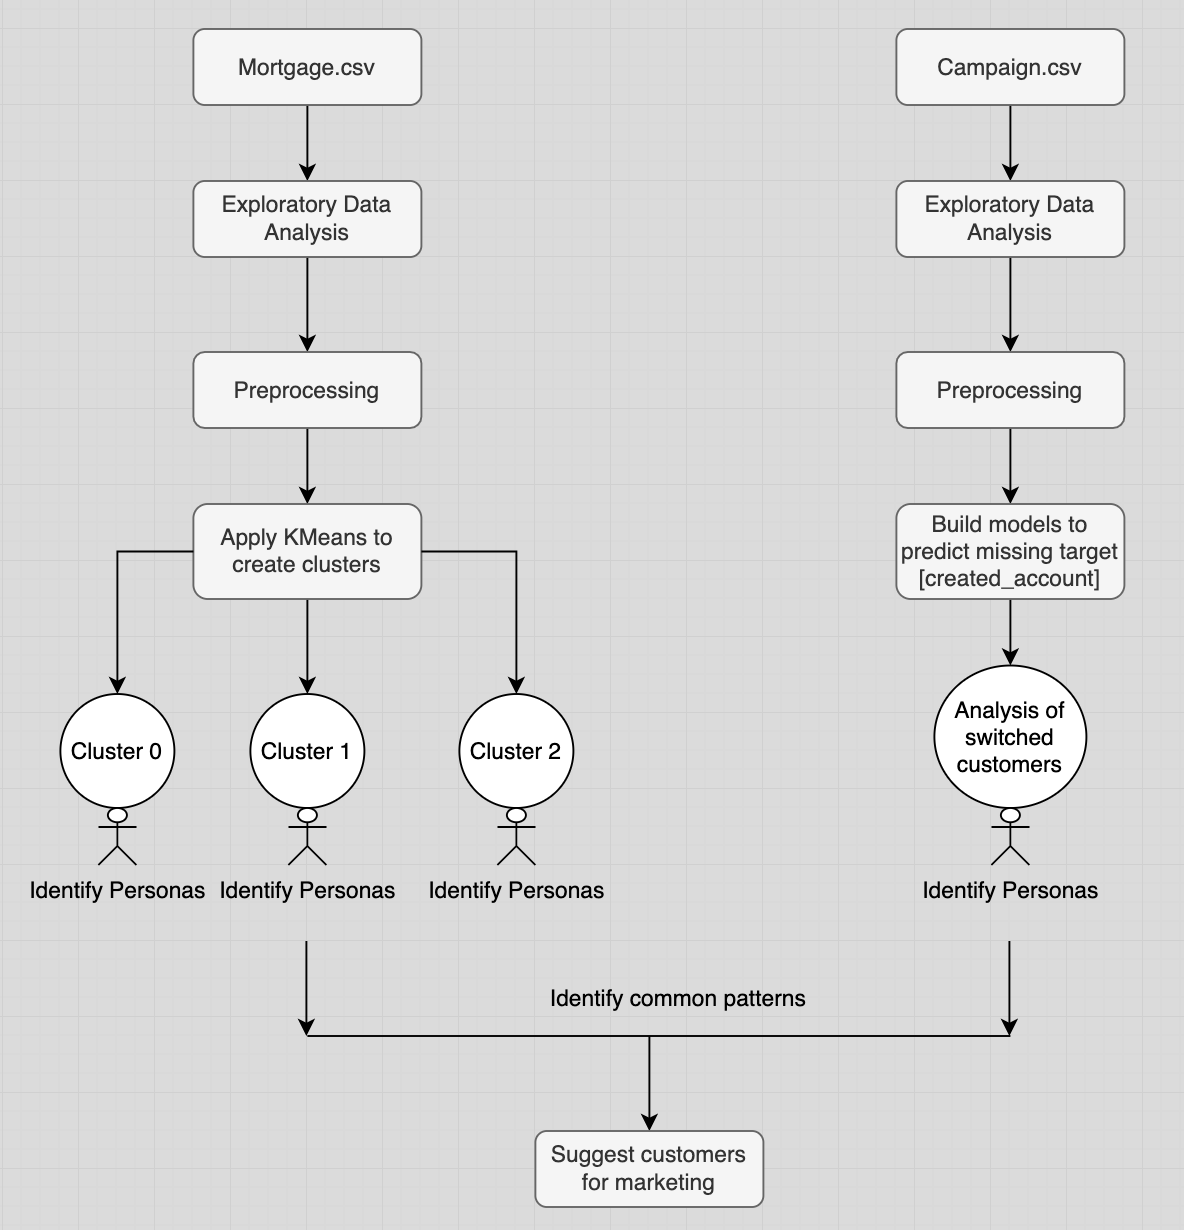 Mortgage.csv
Campaign.csv
Exploratory Data
Analysis
Exploratory Data
Analysis
Preprocessing
Preprocessing
Apply KMeans to
create clusters
Build models to
predict missing target
[created_account]
Cluster 0
Cluster 1
Cluster 2
Analysis of
switched
customers
Identify Personas
Identify Personas
Identify Personas
Identify Personas
Identify common patterns
Suggest customers
for marketing